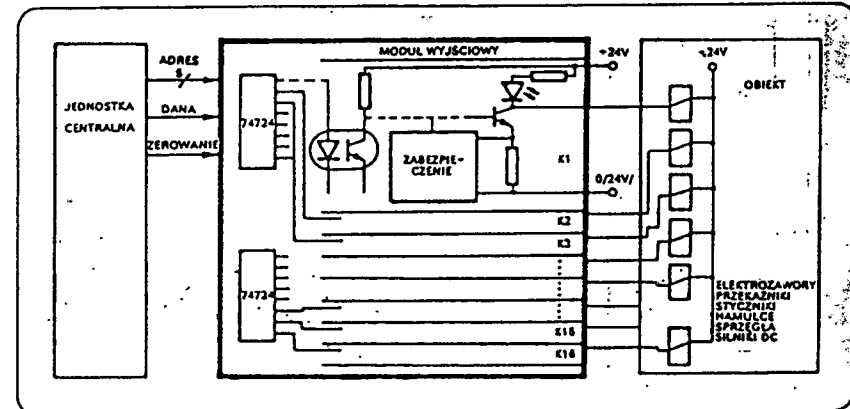 JEDNOSTKA
CENTRALNA
ADRES
5
DANA
ZEROWANIE
MODUŁ WYJŚCIOWY
74724
ZABEZPIE-
CZENIE
+24V
K1
0/24V/
K2
K3
74724
K15
K16
+24V
OBIEKT
ELEKTROZAWORY
PRZEKAŹNIKI
STYCZNIKI
HAMULCE
SPRZĘGŁA
SILNIKI DC